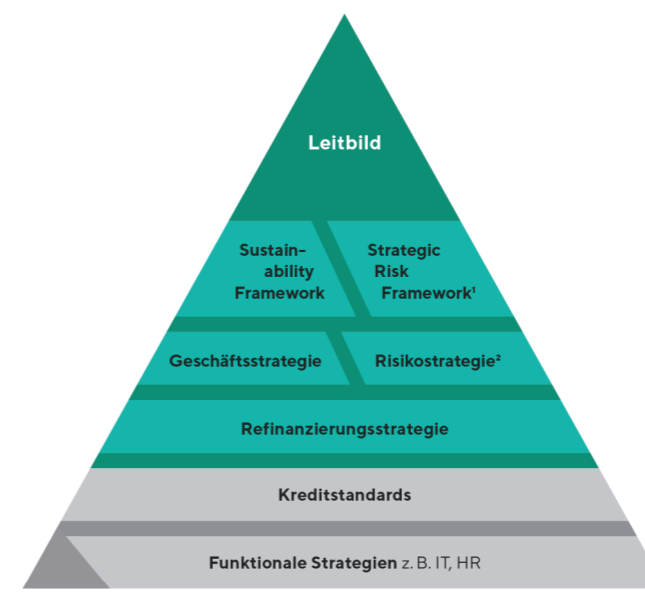 Leitbild
Sustain-
ability
Framework
Strategic
Risk
Framework¹
Geschäftsstrategie
Risikostrategie²
Refinanzierungsstrategie
Kreditstandards
Funktionale Strategien z. B. IT, HR